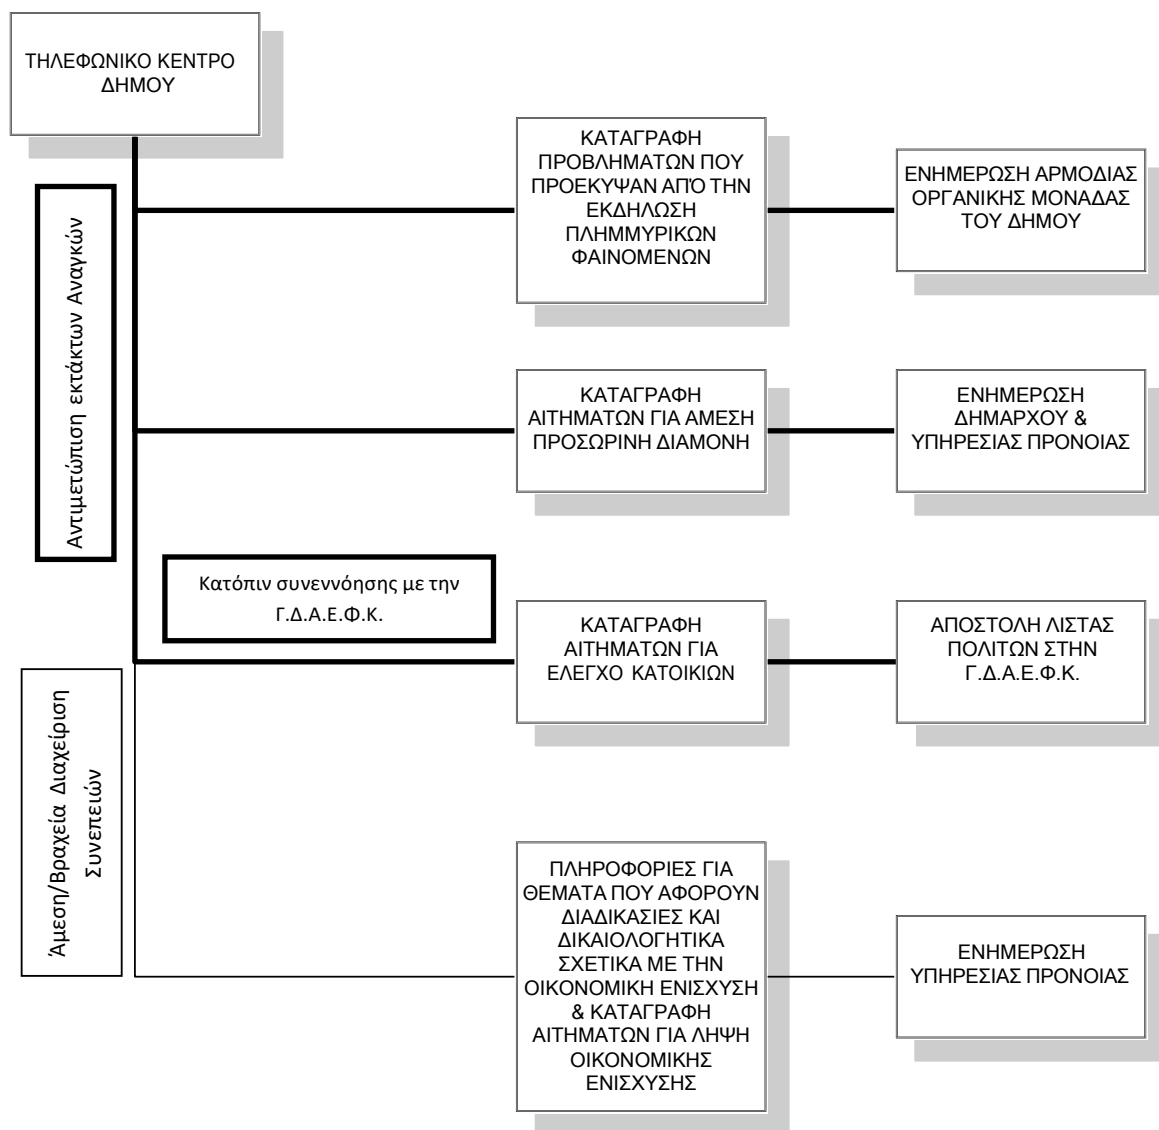 ΤΗΛΕΦΩΝΙΚΟ ΚΕΝΤΡΟ
ΔΗΜΟΥ
Αντιμετώπιση εκτάκτων Αναγκών
ΚΑΤΑΓΡΑΦΗ
ΠΡΟΒΛΗΜΑΤΩΝ ΠΟΥ
ΠΡΟΕΚΥΨΑΝ ΑΠΌ ΤΗΝ
ΕΚΔΗΛΩΣΗ
ΠΛΗΜΜΥΡΙΚΩΝ
ΦΑΙΝΟΜΕΝΩΝ
ΕΝΗΜΕΡΩΣΗ ΑΡΜΟΔΙΑΣ
ΟΡΓΑΝΙΚΗΣ ΜΟΝΑΔΑΣ
ΤΟΥ ΔΗΜΟΥ
ΚΑΤΑΓΡΑΦΗ
ΑΙΤΗΜΑΤΩΝ ΓΙΑ ΑΜΕΣΗ
ΠΡΟΣΩΡΙΝΗ ΔΙΑΜΟΝΗ
ΕΝΗΜΕΡΩΣΗ
ΔΗΜΑΡΧΟΥ &
ΥΠΗΡΕΣΙΑΣ ΠΡΟΝΟΙΑΣ
Κατόπιν συνεννόησης με την
Γ.Δ.Α.Ε.Φ.Κ.
ΚΑΤΑΓΡΑΦΗ
ΑΙΤΗΜΑΤΩΝ ΓΙΑ
ΕΛΕΓΧΟ ΚΑΤΟΙΚΙΩΝ
ΑΠΟΣΤΟΛΗ ΛΙΣΤΑΣ
ΠΟΛΙΤΩΝ ΣΤΗΝ
Γ.Δ.Α.Ε.Φ.Κ.
Άμεση/Βραχεία Διαχείριση
Συνεπειών
ΠΛΗΡΟΦΟΡΙΕΣ ΓΙΑ
ΘΕΜΑΤΑ ΠΟΥ ΑΦΟΡΟΥΝ
ΔΙΑΔΙΚΑΣΙΕΣ ΚΑΙ
ΔΙΚΑΙΟΛΟΓΗΤΙΚΑ
ΣΧΕΤΙΚΑ ΜΕ ΤΗΝ
ΟΙΚΟΝΟΜΙΚΗ ΕΝΙΣΧΥΣΗ
& ΚΑΤΑΓΡΑΦΗ
ΑΙΤΗΜΑΤΩΝ ΓΙΑ ΛΗΨΗ
ΟΙΚΟΝΟΜΙΚΗΣ
ΕΝΙΣΧΥΣΗΣ
ΕΝΗΜΕΡΩΣΗ
ΥΠΗΡΕΣΙΑΣ ΠΡΟΝΟΙΑΣ